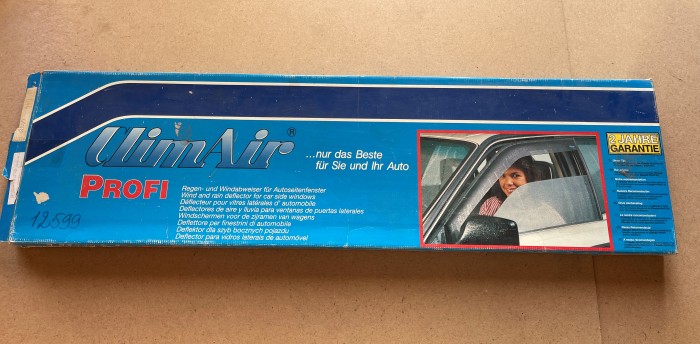 ClimAir®
...nur das Beste
für Sie und Ihr Auto
PROFI
Regen- und Windabweiser für Autoseitenfenster
Wind and rain deflector for car side windows
Déflecteur pour vitres latérales d' automobile
Deflectores de aire y lluvia para ventanas de puertas laterales
Windschermen voor de zijramen van wagens
Deflettore per finestrini di automobile
Deflektor dla szyb bocznych pojazdu
Deflector para vidros laterais de automóvel
12.599
2 JAHRE
GARANTIE